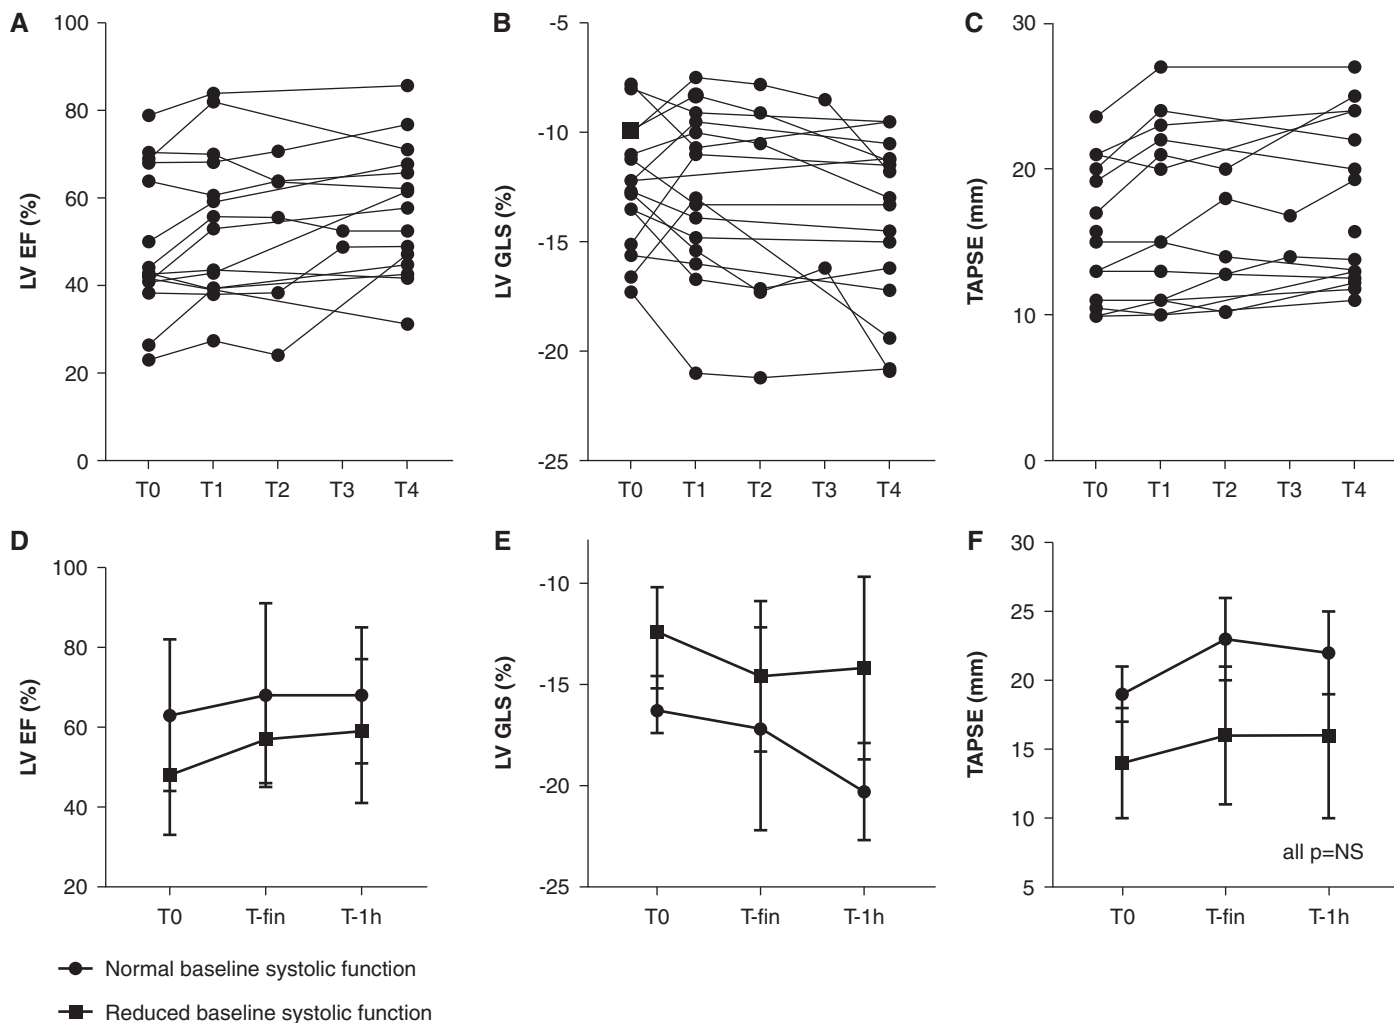 A
LV EF (%)
100
80
60
40
20
0
T0 T1 T2 T3 T4
B
LV GLS (%)
-5
-10
-15
-20
-25
T0 T1 T2 T3 T4
C
TAPSE (mm)
30
20
10
0
T0 T1 T2 T3 T4
D
LV EF (%)
100
80
60
40
20
T0 T-fin T-1h
E
LV GLS (%)
-10
-15
-20
-25
T0 T-fin T-1h
F
TAPSE (mm)
30
25
20
15
10
5
all p=NS
T0 T-fin T-1h
Normal baseline systolic function
Reduced baseline systolic function